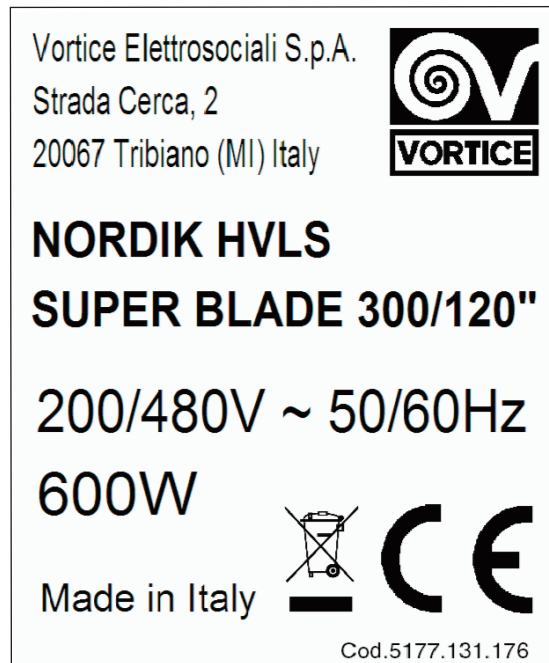 Vortice Elettrosociali S.p.A.
Strada Cerca, 2
20067 Tribiano (MI) Italy
VORTICE
NORDIK HVLS
SUPER BLADE 300/120"
200/480V ~ 50/60Hz
600W
CE
Made in Italy
Cod.5177.131.176